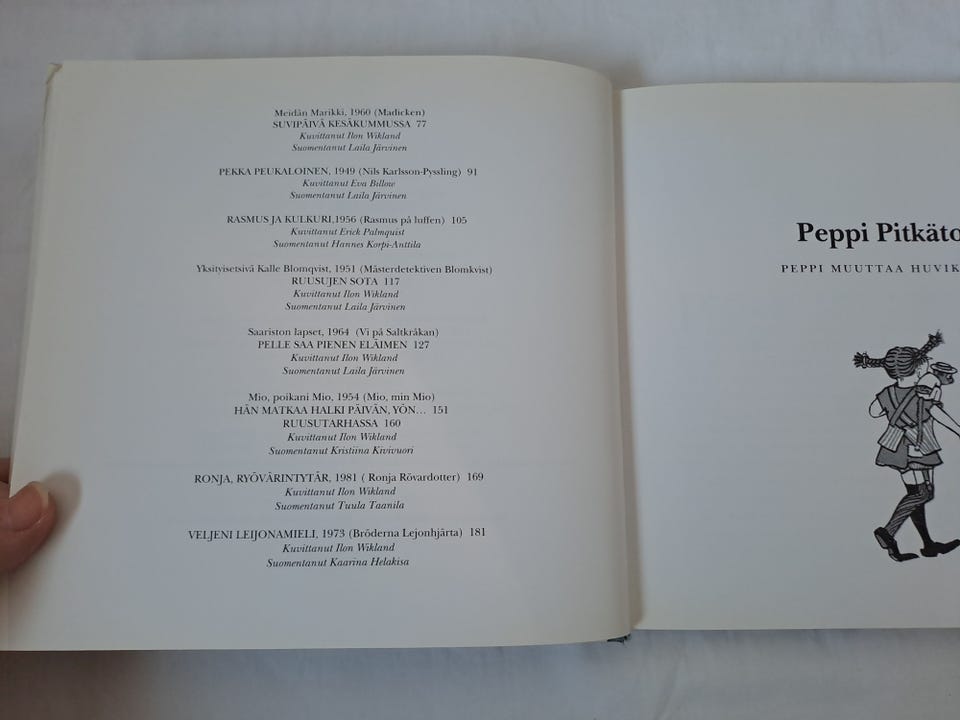 Meidän Marikki, 1960 (Madicken)
SUVIPÄIVÄ KESÄKUMMUSSA 77
Kuvittanut Ilon Wikland
Suomentanut Laila Järvinen
PEKKA PEUKALOINEN, 1949 (Nils Karlsson-Pyssling) 91
Kuvittanut Eva Billow
Suomentanut Laila Järvinen
RASMUS JA KULKURI,1956 (Rasmus på luffen) 105
Kuvittanut Erick Palmquist
Suomentanut Hannes Korpi-Anttila
Yksityisetsivä Kalle Blomqvist, 1951 (Mästerdetektiven Blomkvist)
RUUSUJEN SOTA 117
Kuvittanut Ilon Wikland
Suomentanut Laila Järvinen
Saariston lapset, 1964 (Vi på Saltkråkan)
PELLE SAA PIENEN ELÄIMEN 127
Kuvittanut Ilon Wikland
Suomentanut Laila Järvinen
Mio, poikani Mio, 1954 (Mio, min Mio)
HÄN MATKAA HALKI PÄIVÄN, YÖN... 151
RUUSUTARHASSA 160
Kuvittanut Ilon Wikland
Suomentanut Kristiina Kivivuori
RONJA, RYÖVÄRINTYTÄR, 1981 ( Ronja Rövardotter) 169
Kuvittanut Ilon Wikland
Suomentanut Tuula Taanila
VELJENI LEIJONAMIELI, 1973 (Bröderna Lejonhjärta) 181
Kuvittanut Ilon Wikland
Suomentanut Kaarina Helakisa
Peppi Pitkäto
PEPPI MUUTTAA HUVIK